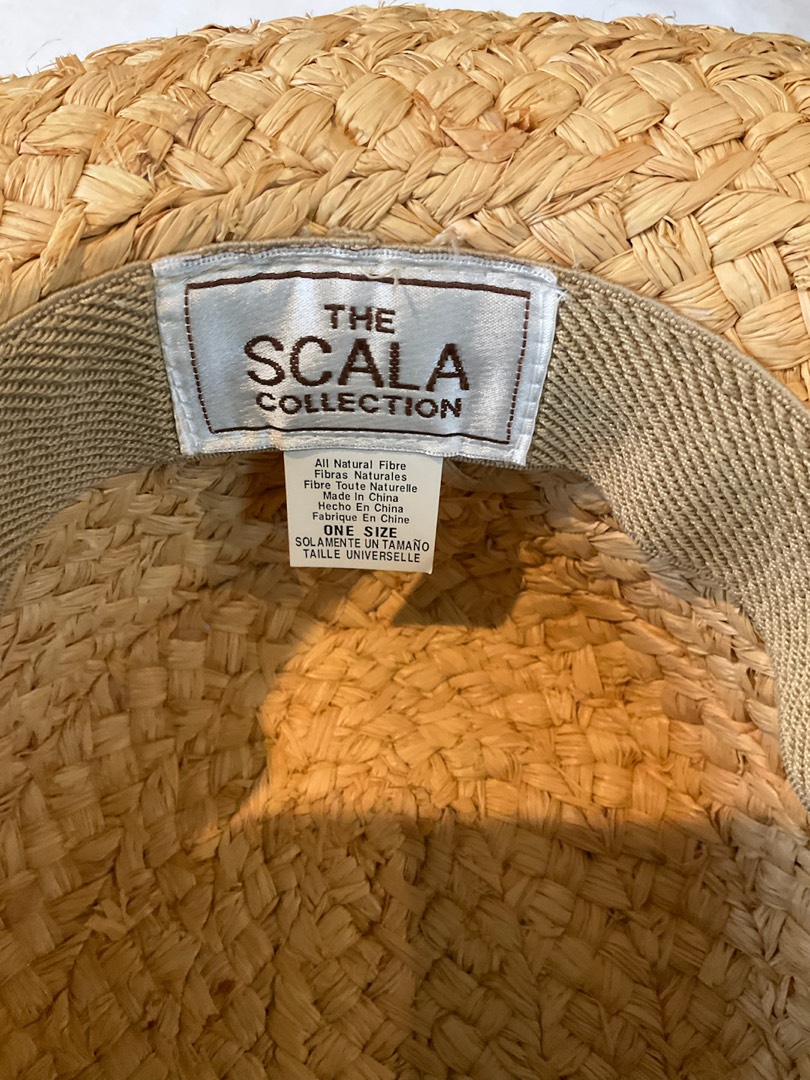 THE
SCALA
COLLECTION
All Natural Fibre
Fibras Naturales
Fibre Toute Naturelle
Made In China
Hecho En China
Fabrique En Chine
ONE SIZE
SOLAMENTE UN TAMAÑO
TAILLE UNIVERSELLE